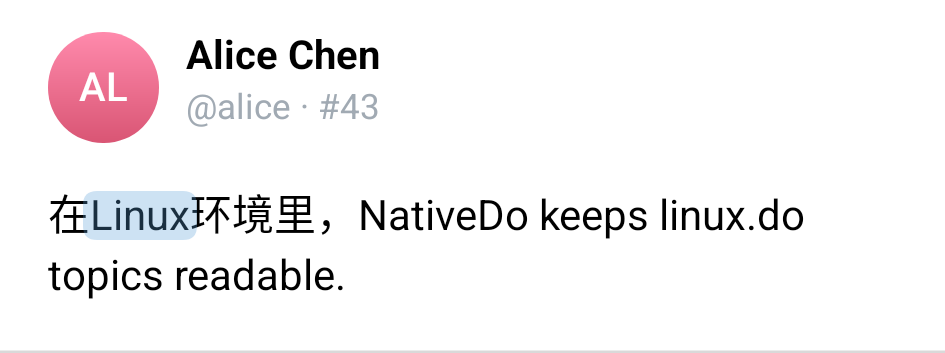 AL
Alice Chen
@alice · #43
在Linux环境里，NativeDo keeps linux.do
topics readable.